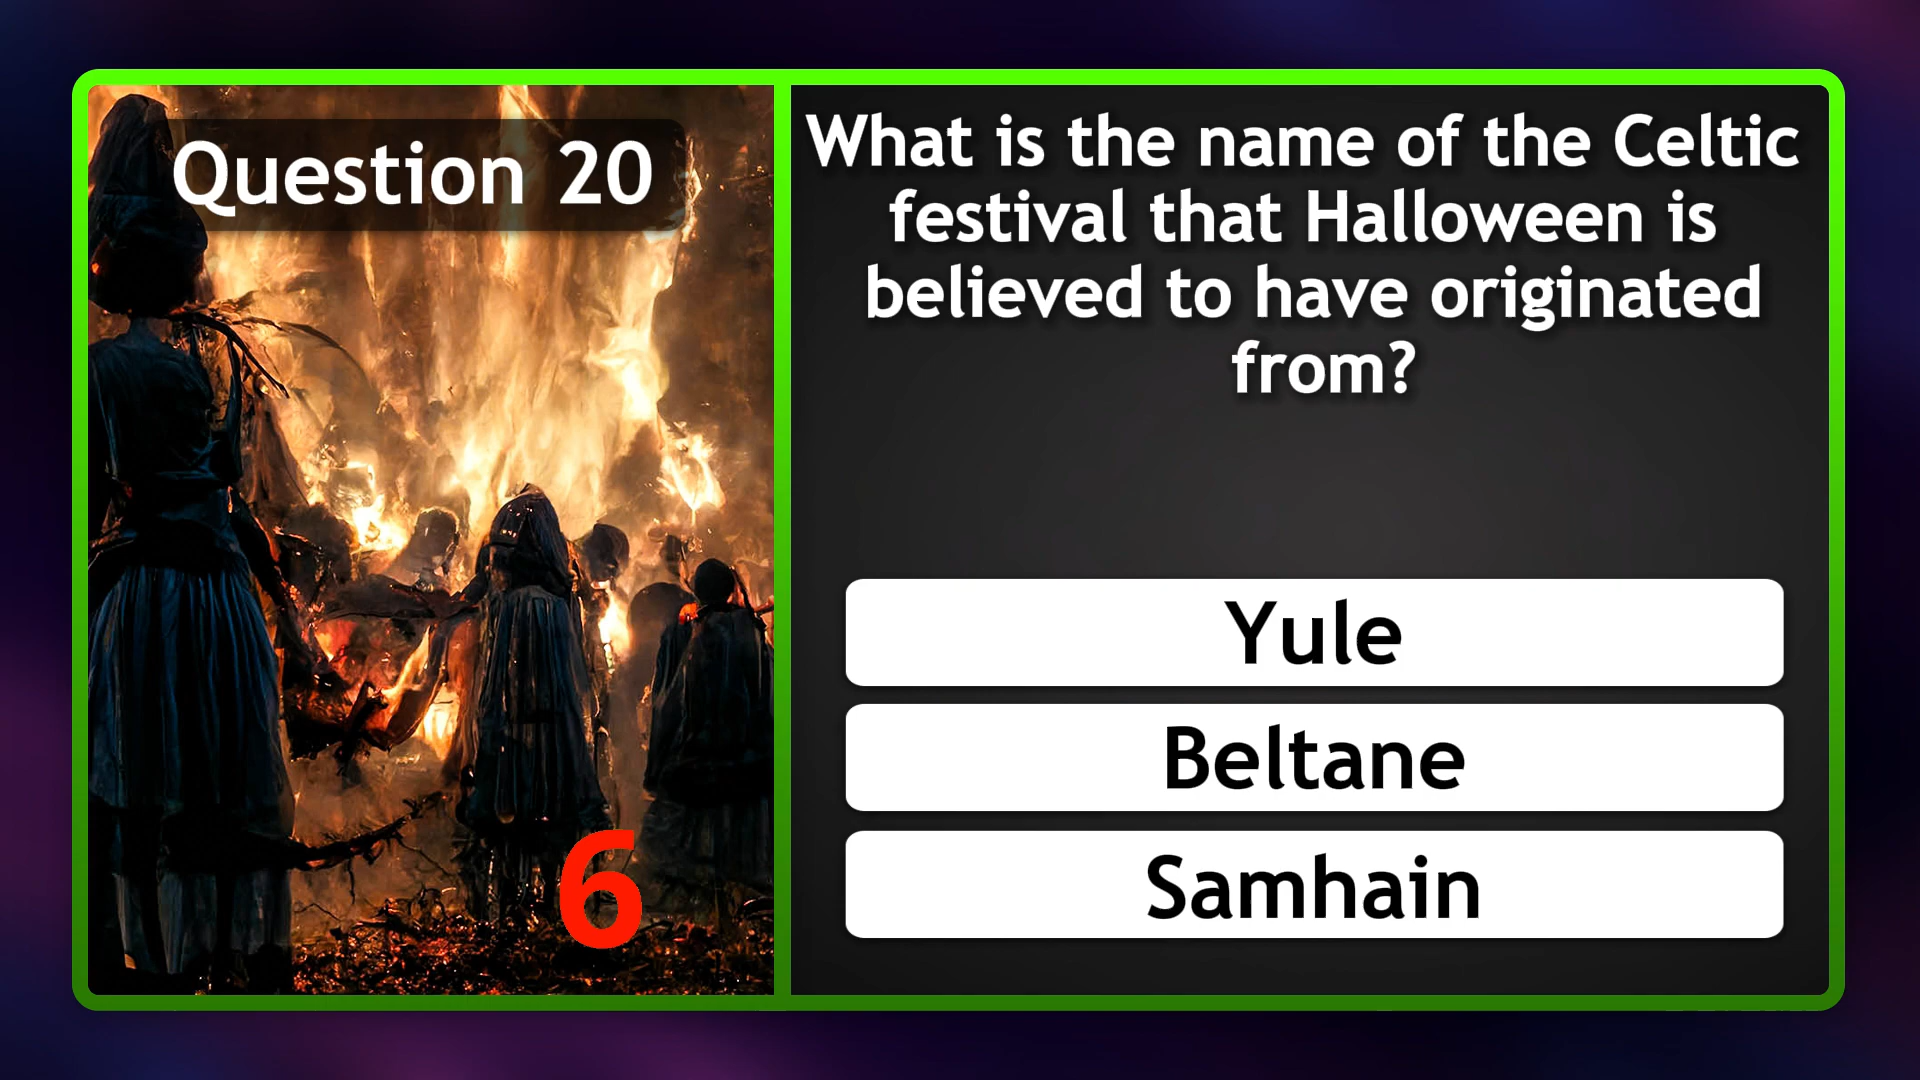 Question 20
What is the name of the Celtic
festival that Halloween is
believed to have originated
from?
Yule
Beltane
Samhain
6